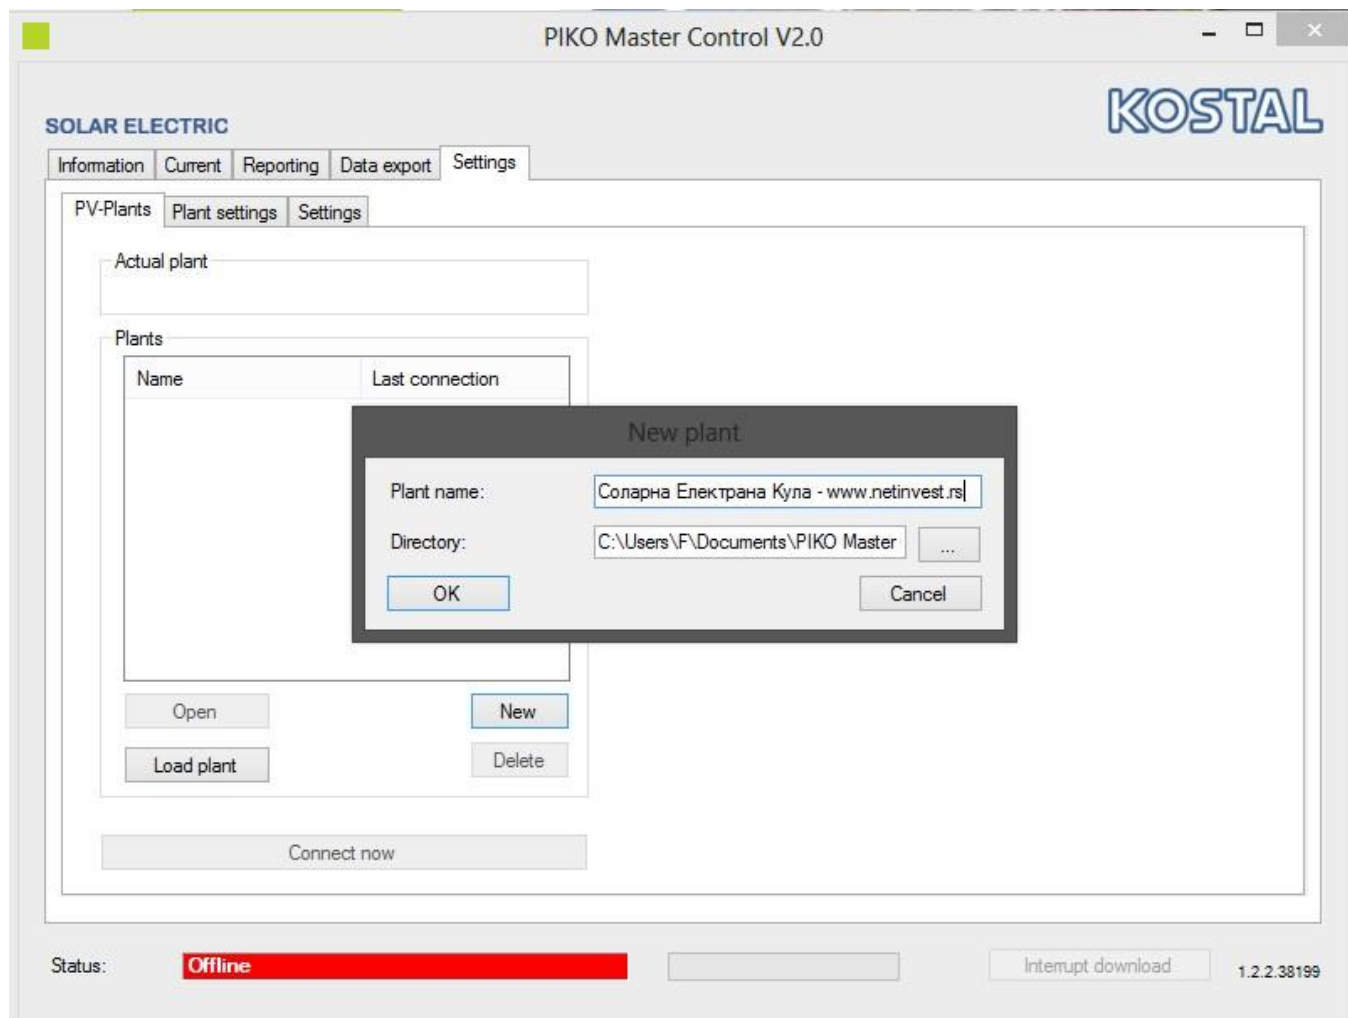 PIKO Master Control V2.0
KOSTAL
SOLAR ELECTRIC
Information Current Reporting Data export Settings
PV-Plants Plant settings Settings
Actual plant
Plants
Name Last connection
New plant
Plant name: Соларна Електрана Кула - www.netinvest.rs
Directory: C:\Users\F\Documents\PIKO Master ...
OK Cancel
Open New
Load plant Delete
Connect now
Status: Offline Interrupt download 1.2.2.38199